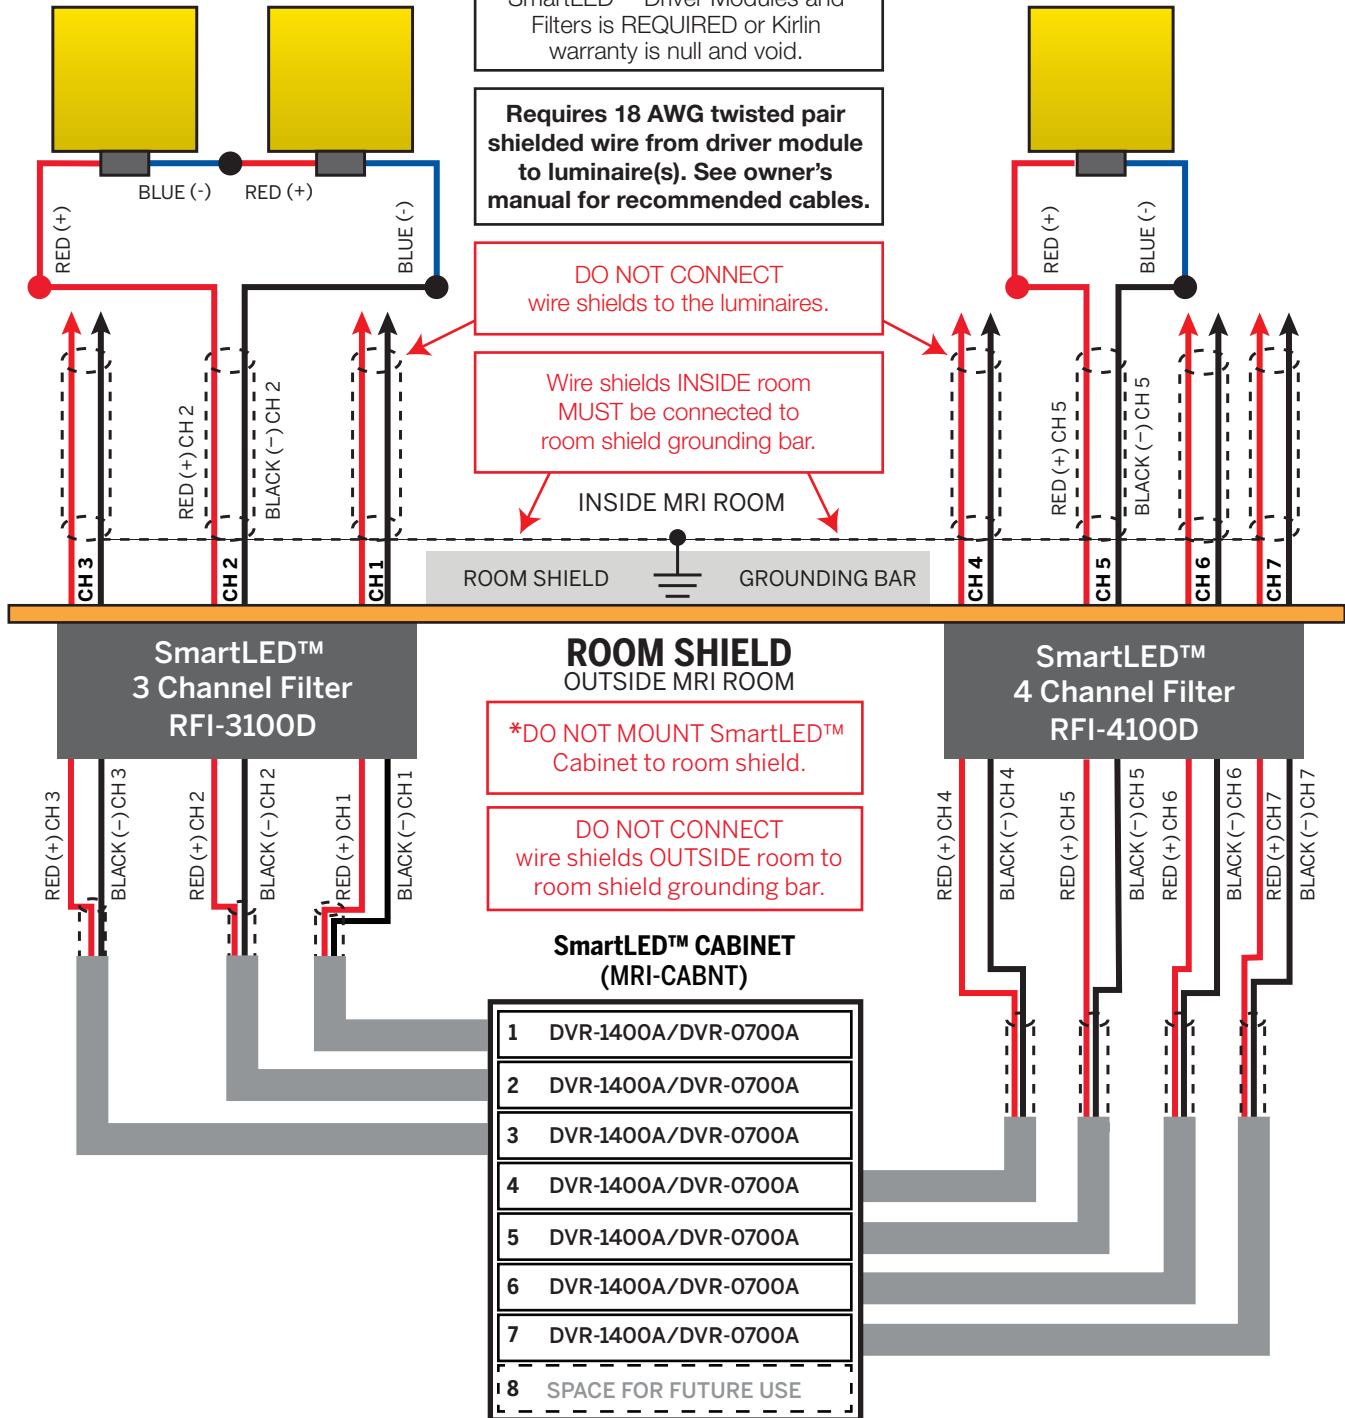 SmartLED™ Driver Modules and
Filters is REQUIRED or Kirlin
warranty is null and void.
Requires 18 AWG twisted pair
shielded wire from driver module
to luminaire(s). See owner's
manual for recommended cables.
BLUE (-)
RED (+)
RED (+)
BLUE (-)
RED (+)
BLUE (-)
DO NOT CONNECT
wire shields to the luminaires.
Wire shields INSIDE room
MUST be connected to
room shield grounding bar.
RED (+) CH 2
BLACK (−) CH 2
RED (+) CH 5
BLACK (−) CH 5
INSIDE MRI ROOM
CH 3
CH 2
CH 1
ROOM SHIELD
GROUNDING BAR
CH 4
CH 5
CH 6
CH 7
SmartLED™
3 Channel Filter
RFI-3100D
ROOM SHIELD
OUTSIDE MRI ROOM
SmartLED™
4 Channel Filter
RFI-4100D
*DO NOT MOUNT SmartLED™
Cabinet to room shield.
DO NOT CONNECT
wire shields OUTSIDE room to
room shield grounding bar.
RED (+) CH 3
BLACK (−) CH 3
RED (+) CH 2
BLACK (−) CH 2
RED (+) CH 1
BLACK (−) CH 1
RED (+) CH 4
BLACK (−) CH 4
RED (+) CH 5
BLACK (−) CH 5
RED (+) CH 6
BLACK (−) CH 6
RED (+) CH 7
BLACK (−) CH 7
SmartLED™ CABINET
(MRI-CABNT)
1 DVR-1400A/DVR-0700A
2 DVR-1400A/DVR-0700A
3 DVR-1400A/DVR-0700A
4 DVR-1400A/DVR-0700A
5 DVR-1400A/DVR-0700A
6 DVR-1400A/DVR-0700A
7 DVR-1400A/DVR-0700A
8 SPACE FOR FUTURE USE